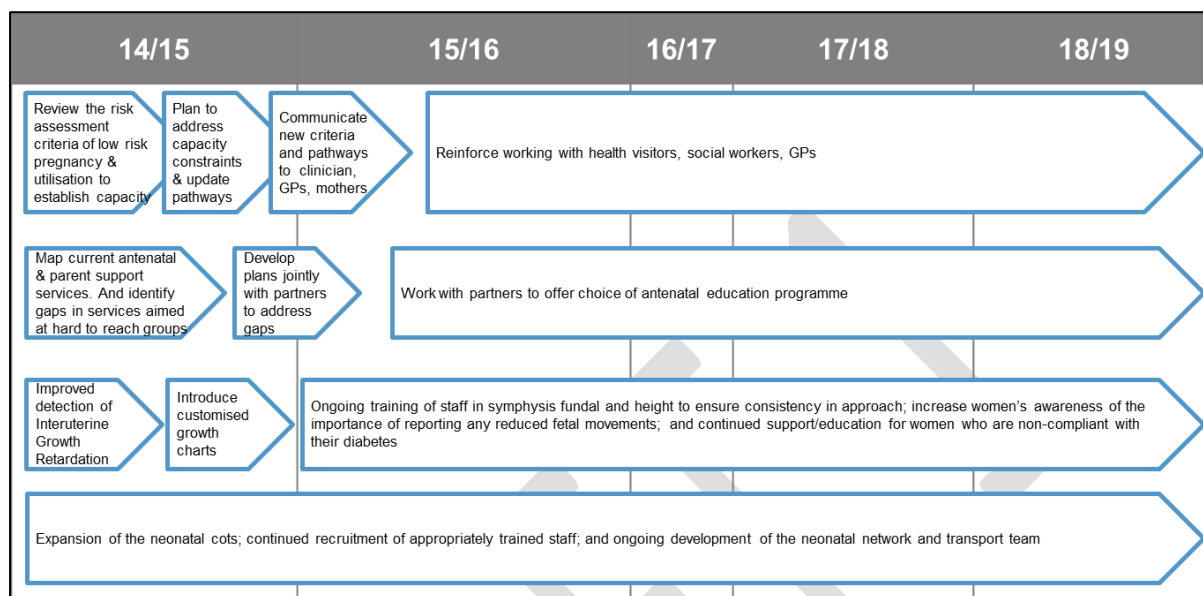 14/15 15/16 16/17 17/18 18/19
Review the risk
assessment
criteria of low risk
pregnancy &
utilisation to
establish capacity
Plan to
address
capacity
constraints
& update
pathways
Communicate
new criteria
and pathways
to clinician,
GPs, mothers
Reinforce working with health visitors, social workers, GPs
Map current antenatal
& parent support
services. And identify
gaps in services aimed
at hard to reach groups
Develop
plans jointly
with partners
to address
gaps
Work with partners to offer choice of antenatal education programme
Improved
detection of
Interuterine
Growth
Retardation
Introduce
customised
growth
charts
Ongoing training of staff in symphysis fundal and height to ensure consistency in approach; increase women's awareness of the
importance of reporting any reduced fetal movements; and continued support/education for women who are non-compliant with
their diabetes
Expansion of the neonatal cots; continued recruitment of appropriately trained staff; and ongoing development of the neonatal network and transport team